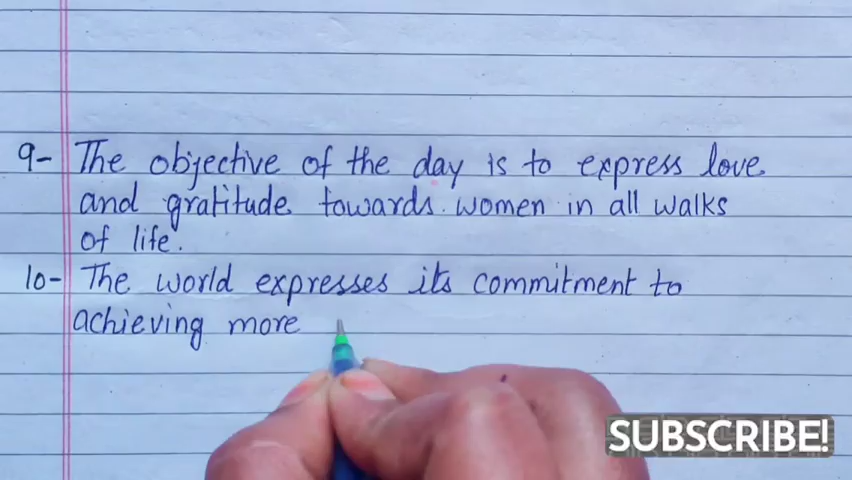 9- The objective of the day is to express love
and gratitude towards women in all walks
of life.
10- The world expresses its commitment to
achieving more
SUBSCRIBE!